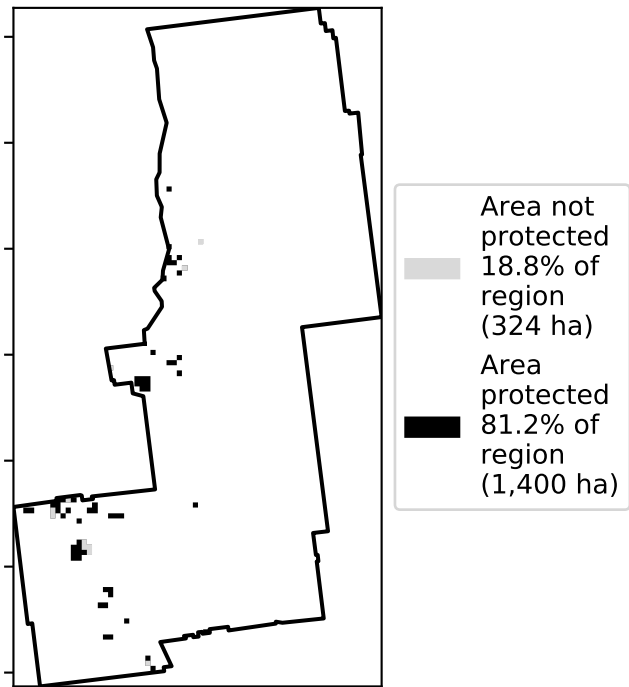 Area not
protected
18.8% of
region
(324 ha)
Area
protected
81.2% of
region
(1,400 ha)